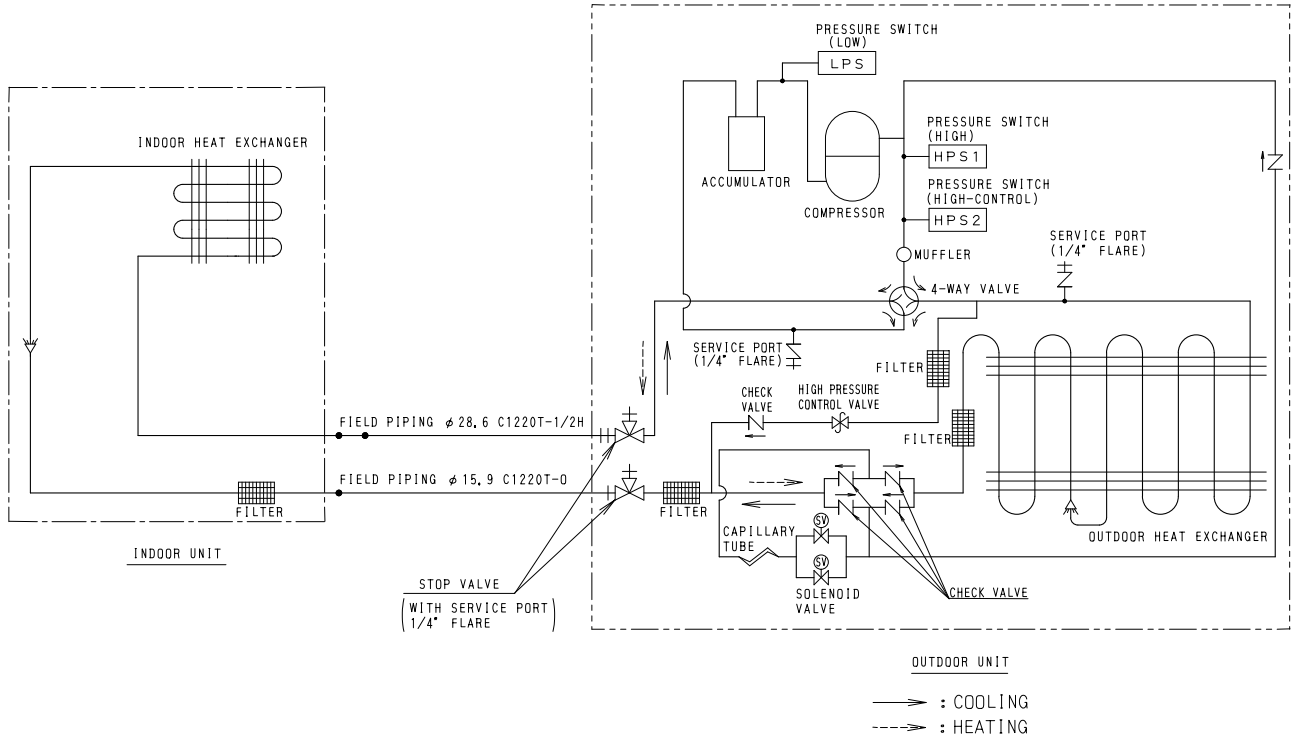 PRESSURE SWITCH
(LOW)
LPS
INDOOR HEAT EXCHANGER
ACCUMULATOR
COMPRESSOR
PRESSURE SWITCH
(HIGH)
HPS1
PRESSURE SWITCH
(HIGH-CONTROL)
HPS2
MUFFLER
SERVICE PORT
(1/4" FLARE)
4-WAY VALVE
SERVICE PORT
(1/4" FLARE)
FILTER
CHECK
VALVE
HIGH PRESSURE
CONTROL VALVE
FILTER
FIELD PIPING φ28.6 C1220T-1/2H
FIELD PIPING φ15.9 C1220T-O
FILTER
FILTER
CAPILLARY
TUBE
SV
SV
SOLENOID
VALVE
OUTDOOR HEAT EXCHANGER
CHECK VALVE
INDOOR UNIT
STOP VALVE
(WITH SERVICE PORT
1/4" FLARE)
OUTDOOR UNIT
: COOLING
: HEATING